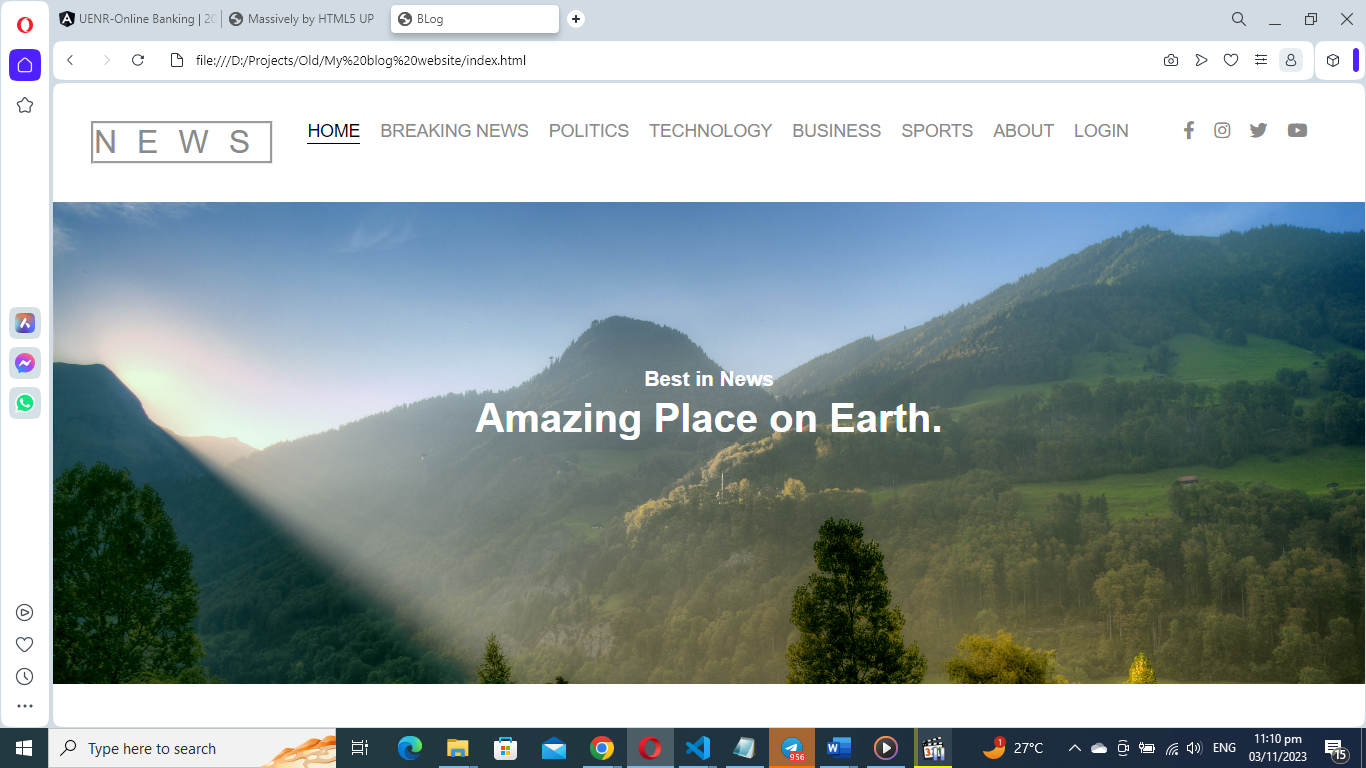 UENR-Online Banking | 20
Massively by HTML5 UP
BLog
file:///D:/Projects/Old/My%20blog%20website/index.html
NEWS
HOME BREAKING NEWS POLITICS TECHNOLOGY BUSINESS SPORTS ABOUT LOGIN
Best in News
Amazing Place on Earth.
Type here to search
956
1
27°C
ENG
11:10 pm
03/11/2023
15